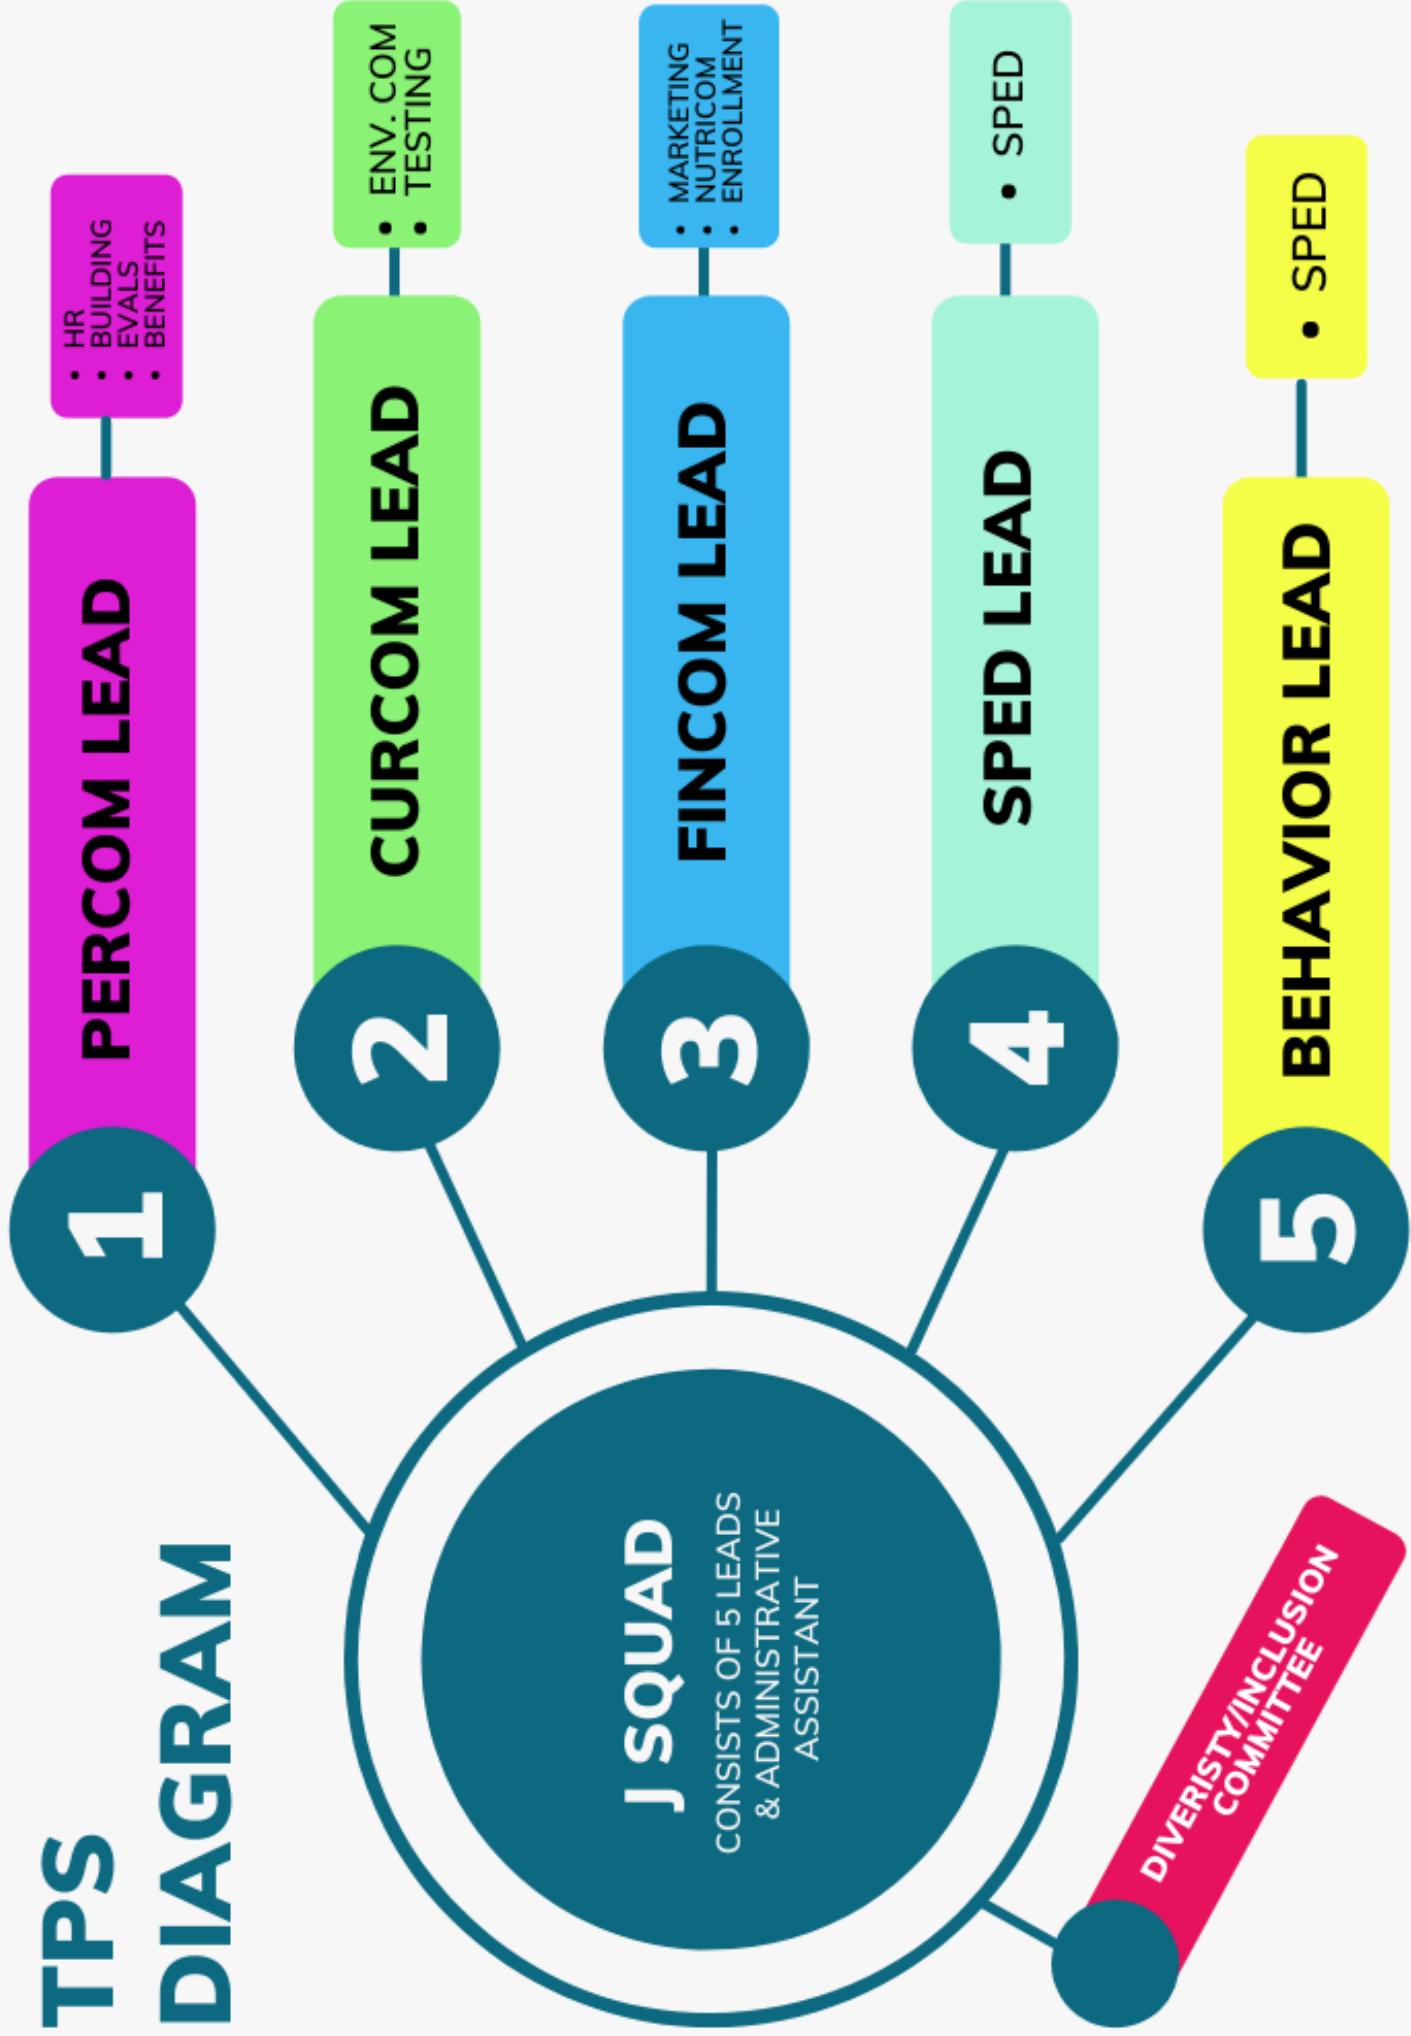 TPS
DIAGRAM
J SQUAD
CONSISTS OF 5 LEADS
& ADMINISTRATIVE
ASSISTANT
1
PERCOM LEAD
• HR
• BUILDING
• EVALS
• BENEFITS
2
CURCOM LEAD
• ENV. COM
• TESTING
3
FINCOM LEAD
• MARKETING
• NUTRICOM
• ENROLLMENT
4
SPED LEAD
• SPED
5
BEHAVIOR LEAD
• SPED
DIVERISTY/INCLUSION
COMMITTEE